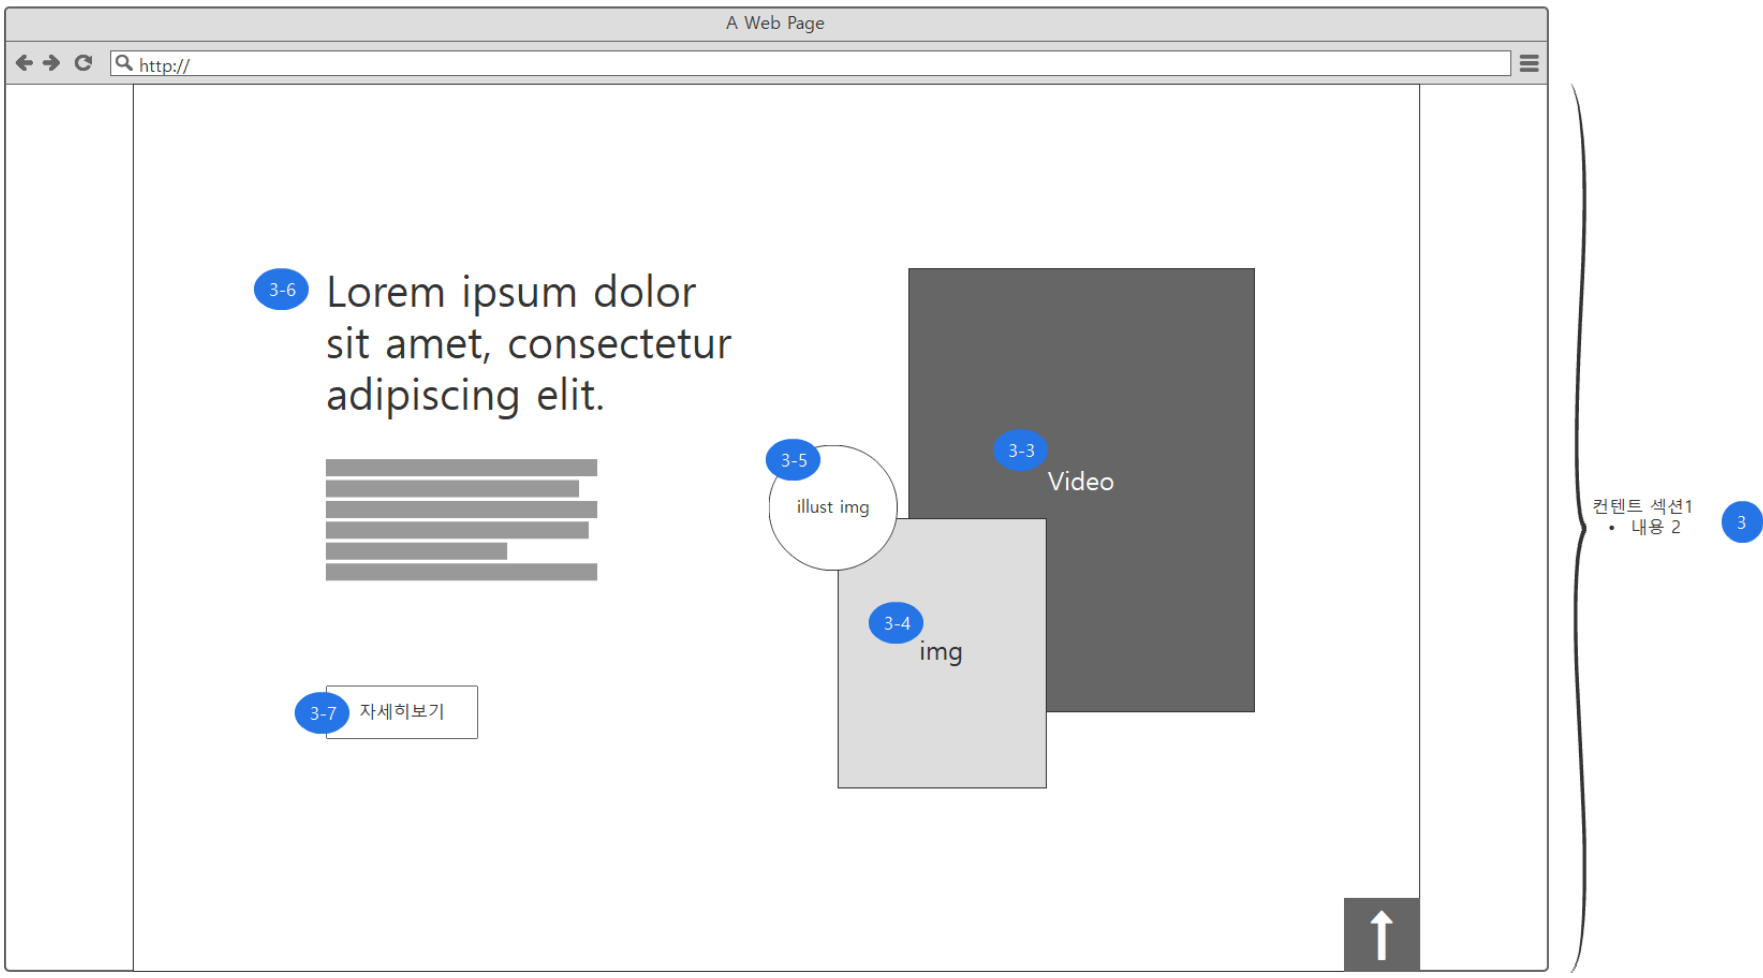 A Web Page
http://
3-6
Lorem ipsum dolor
sit amet, consectetur
adipiscing elit.
3-7
자세히보기
3-5
illust img
3-3
Video
3-4
img
컨텐트 섹션1
• 내용 2
3